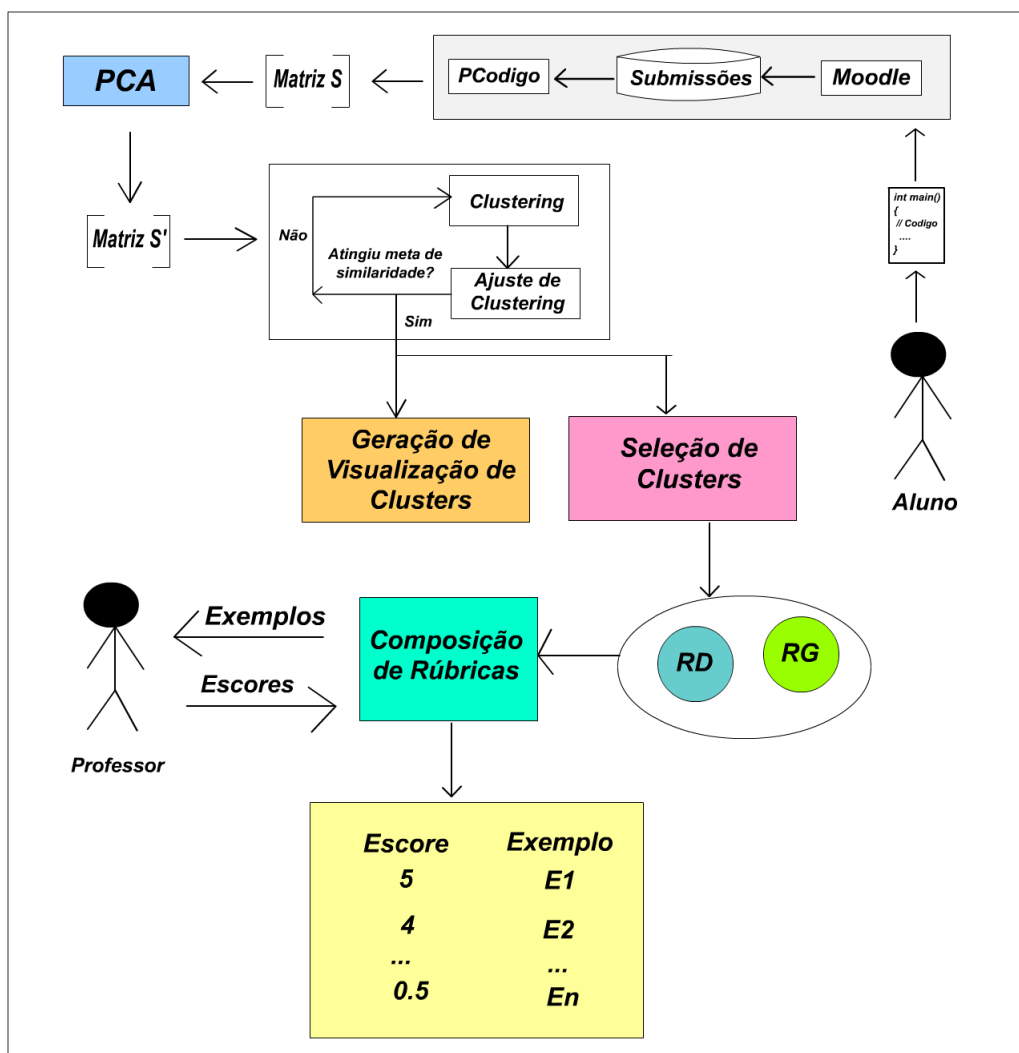 PCA
Matriz S
PCodigo
Submissões
Moodle
int main()
{
// Codigo
....
}
Matriz S'
Clustering
Não
Atingiu meta de
similaridade?
Ajuste de
Clustering
Sim
Geração de
Visualização de
Clusters
Seleção de
Clusters
Aluno
Exemplos
Escores
Professor
Composição
de Rúbricas
RD
RG
Escore
Exemplo
5
E1
4
E2
...
...
0.5
En